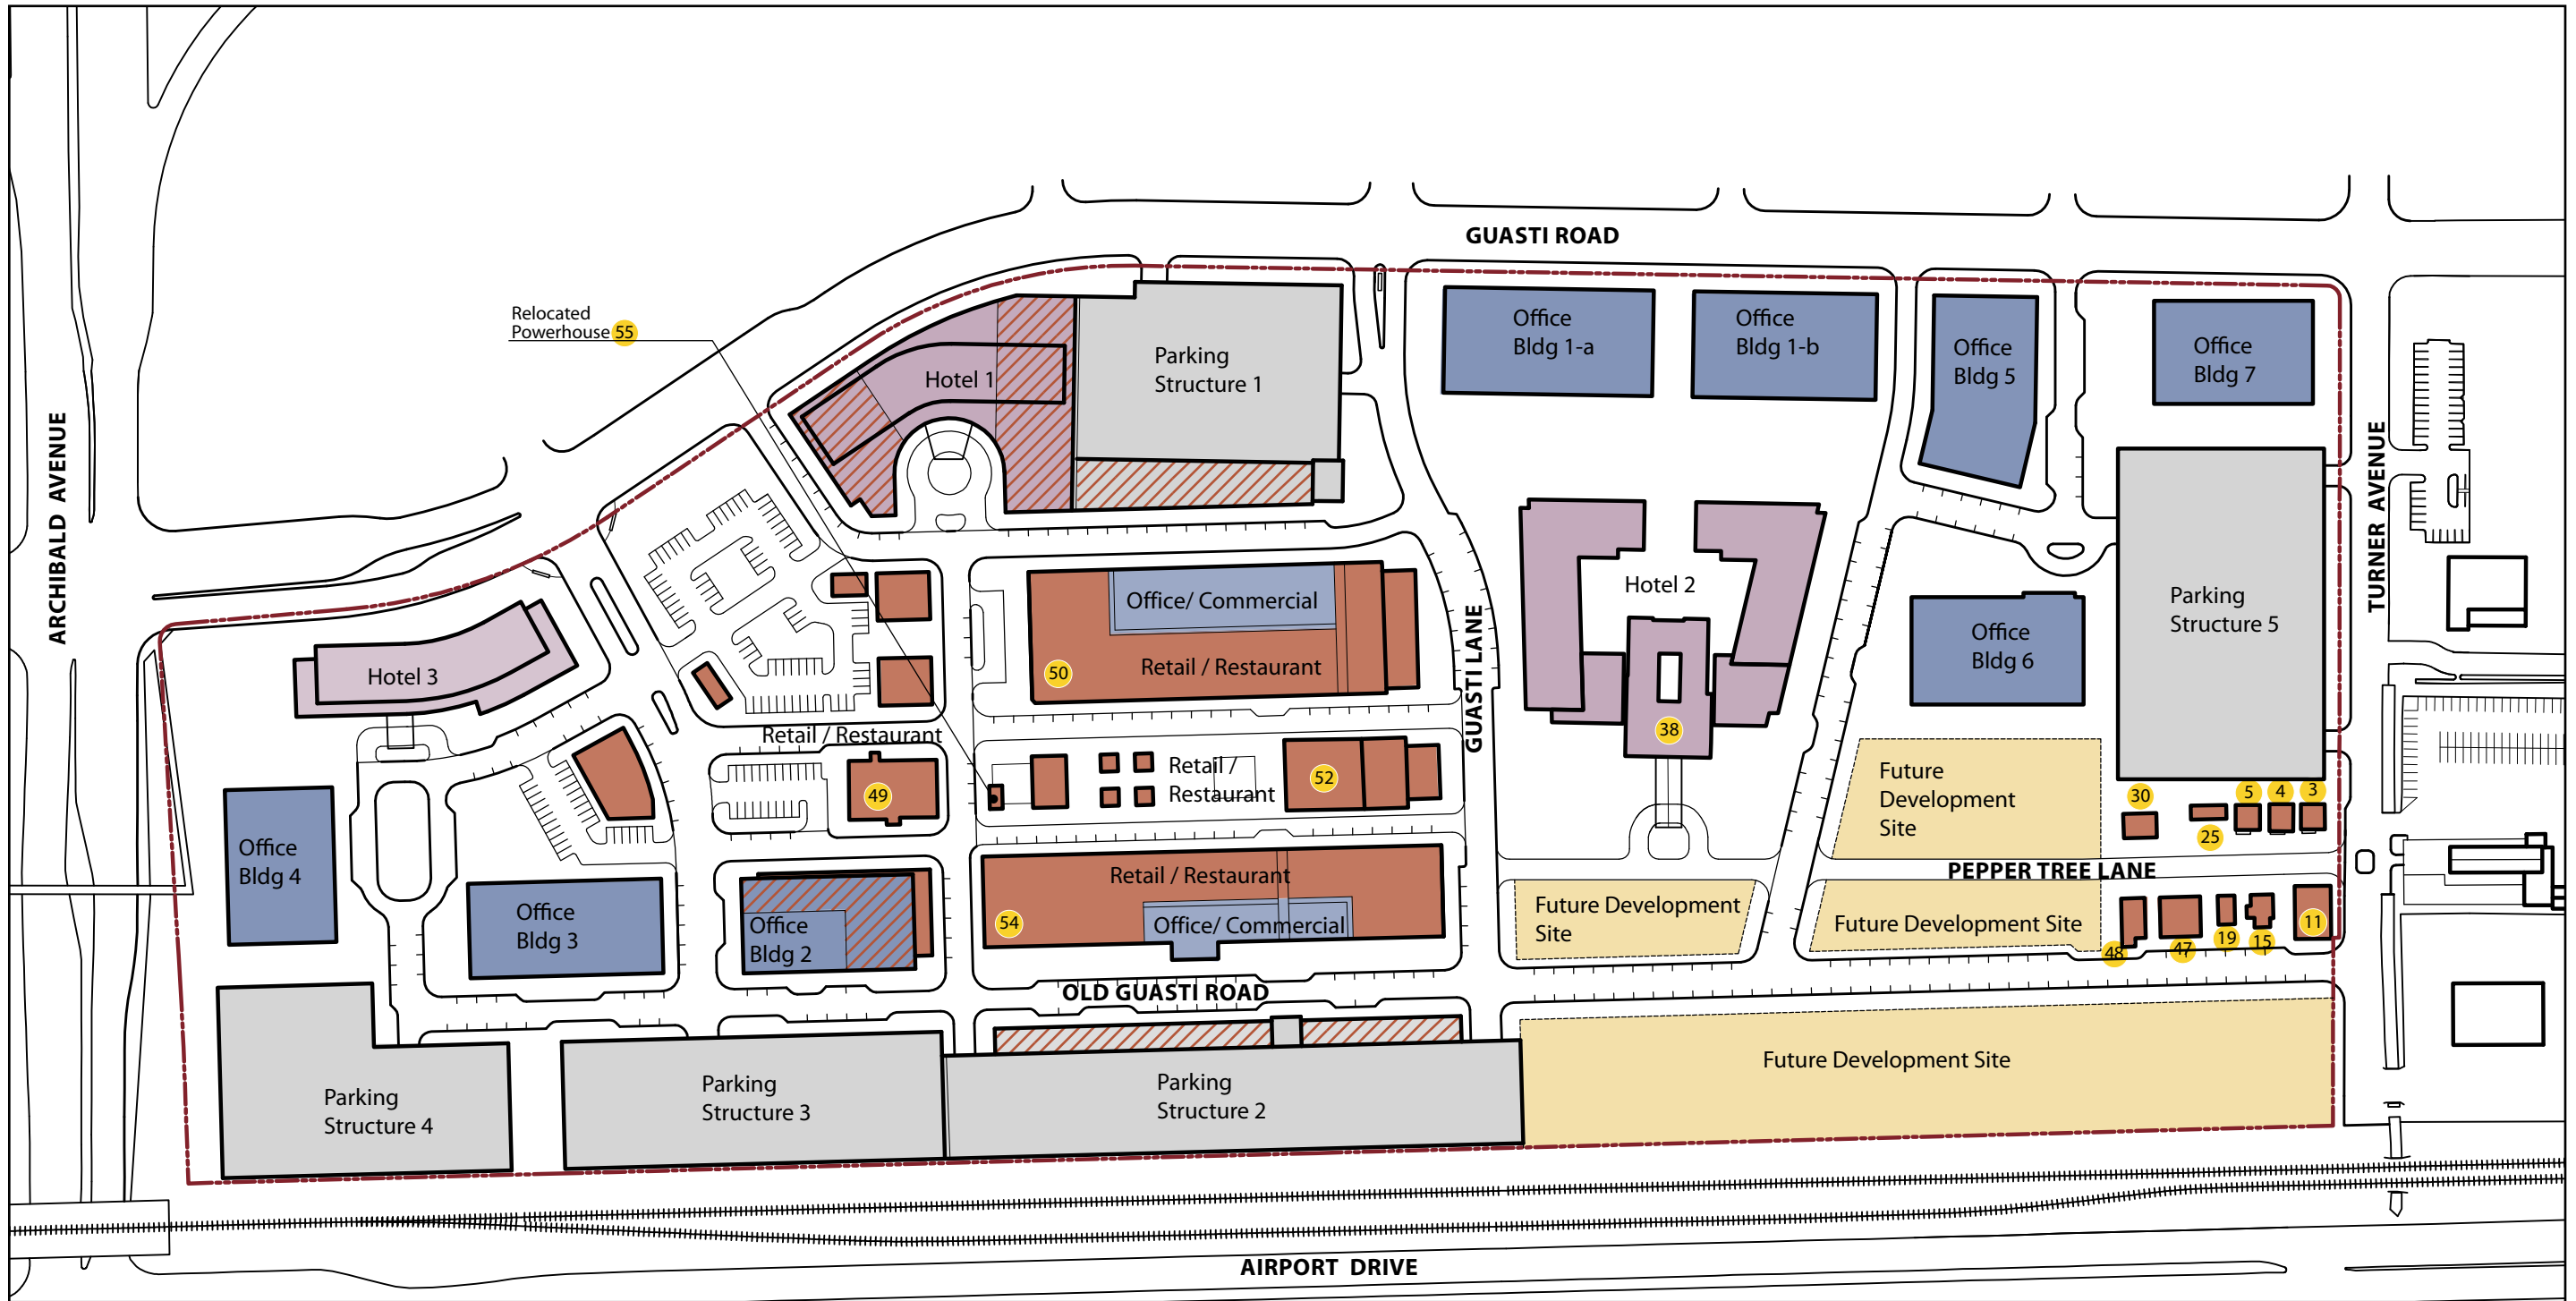 GUASTI ROAD
Relocated
Powerhouse 55
Hotel 1
Parking
Structure 1
Office
Bldg 1-a
Office
Bldg 1-b
Office
Bldg 5
Office
Bldg 7
ARCHIBALD AVENUE
TURNER AVENUE
Hotel 3
Office/ Commercial
50
Retail / Restaurant
GUASTI LANE
Hotel 2
38
Office
Bldg 6
Parking
Structure 5
Retail / Restaurant
49
Retail /
Restaurant
52
Future
Development
Site
30
25
5
4
3
Office
Bldg 4
Office
Bldg 3
Office
Bldg 2
Retail / Restaurant
54
Office/ Commercial
PEPPER TREE LANE
Future Development
Site
Future Development Site
48
47
19
15
11
OLD GUASTI ROAD
Parking
Structure 4
Parking
Structure 3
Parking
Structure 2
Future Development Site
AIRPORT DRIVE